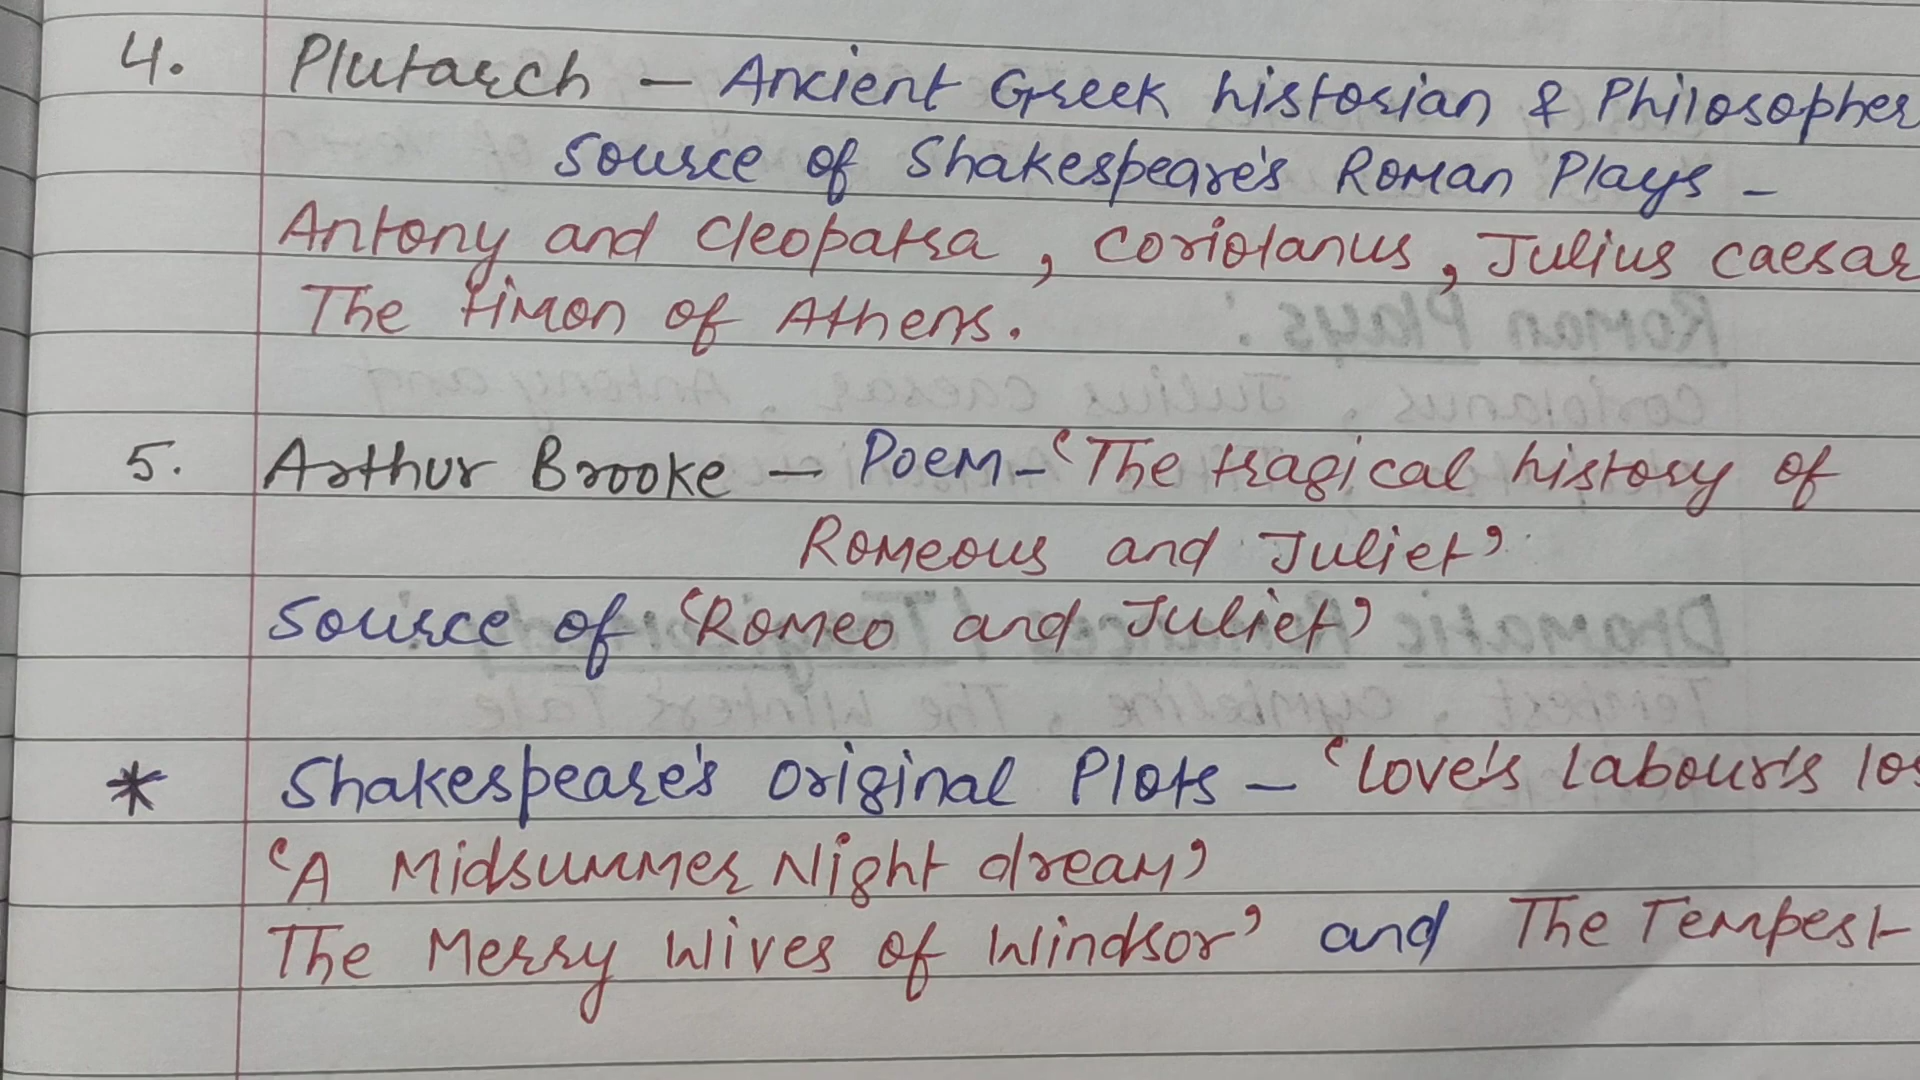 4. Plutarch – Ancient Greek historian & Philosopher
Source of Shakespeare's Roman Plays –
Antony and Cleopatra, Coriolanus, Julius Caesar
The timon of Athens.
5. Arthur Brooke – Poem – 'The tragical history of
Romeous and Juliet'
Source of 'Romeo and Juliet'
* Shakespeare's original Plots – 'Love's Labour's los
'A Midsummer Night dream'
The Merry Wives of Windsor' and The Tempest